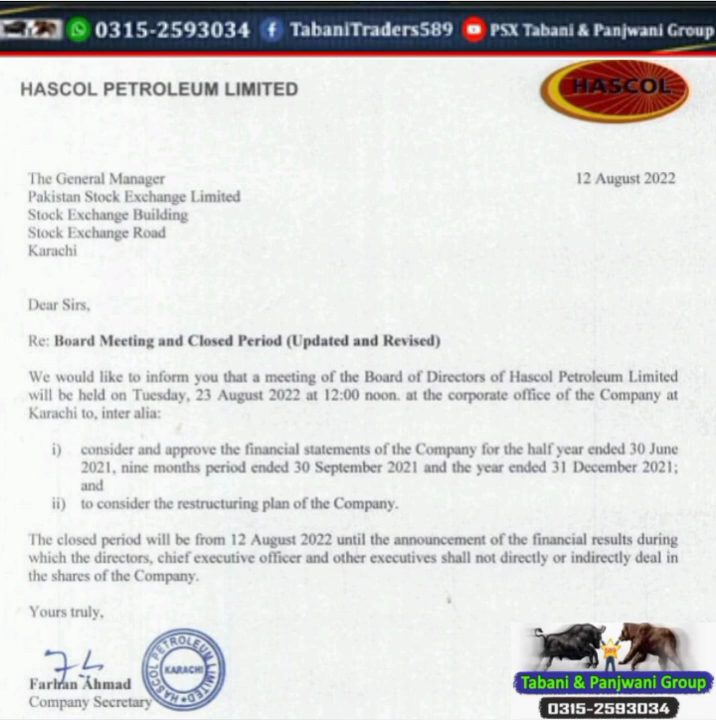 0315-2593034 TabaniTraders589 PSX Tabani & Panjwani Group
HASCOL PETROLEUM LIMITED
HASCOL
The General Manager
12 August 2022
Pakistan Stock Exchange Limited
Stock Exchange Building
Stock Exchange Road
Karachi
Dear Sirs,
Re: Board Meeting and Closed Period (Updated and Revised)
We would like to inform you that a meeting of the Board of Directors of Hascol Petroleum Limited
will be held on Tuesday, 23 August 2022 at 12:00 noon. at the corporate office of the Company at
Karachi to, inter alia:
i) consider and approve the financial statements of the Company for the half year ended 30 June
2021, nine months period ended 30 September 2021 and the year ended 31 December 2021;
and
ii) to consider the restructuring plan of the Company.
The closed period will be from 12 August 2022 until the announcement of the financial results during
which the directors, chief executive officer and other executives shall not directly or indirectly deal in
the shares of the Company.
Yours truly,
Farhan Ahmad
Company Secretary
HASCOL PETROLEUM LIMITED
KARACHI
Tabani & Panjwani Group
0315-2593034